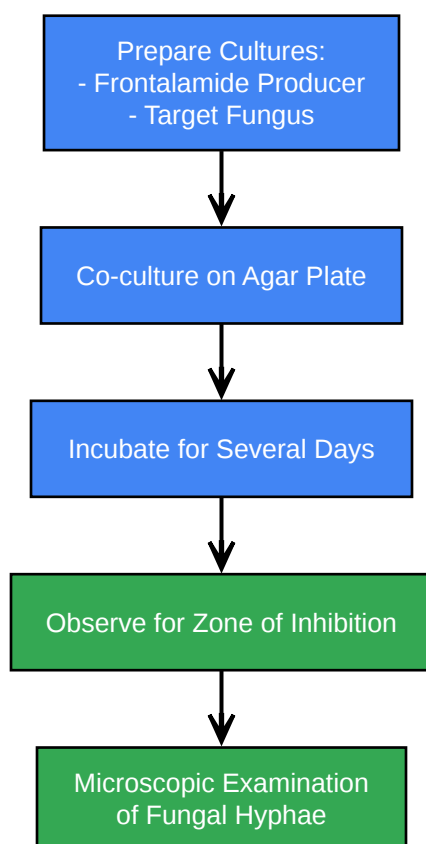 Prepare Cultures:
- Frontalamide Producer
- Target Fungus
Co-culture on Agar Plate
Incubate for Several Days
Observe for Zone of Inhibition
Microscopic Examination
of Fungal Hyphae